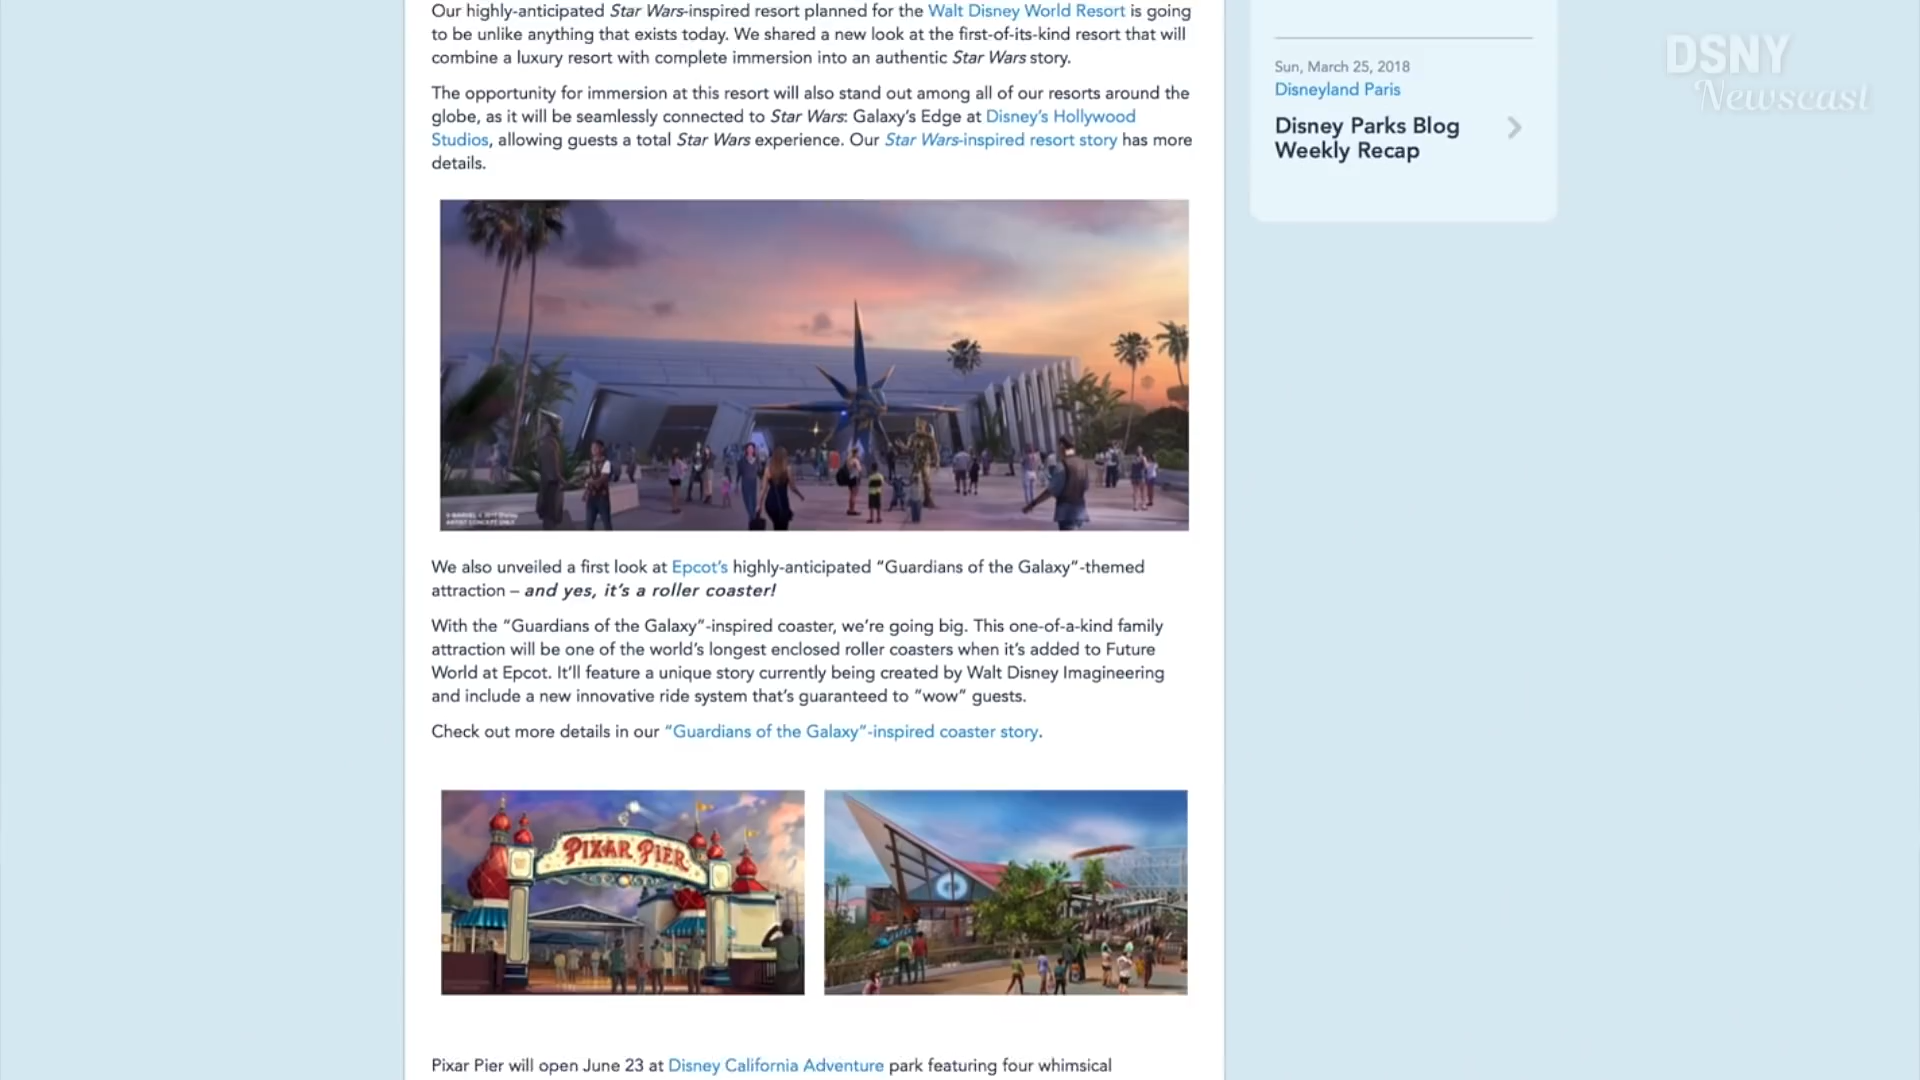 Our highly-anticipated Star Wars-inspired resort planned for the Walt Disney World Resort is going
to be unlike anything that exists today. We shared a new look at the first-of-its-kind resort that will
combine a luxury resort with complete immersion into an authentic Star Wars story.
The opportunity for immersion at this resort will also stand out among all of our resorts around the
globe, as it will be seamlessly connected to Star Wars: Galaxy’s Edge at Disney’s Hollywood
Studios, allowing guests a total Star Wars experience. Our Star Wars-inspired resort story has more
details.
We also unveiled a first look at Epcot’s highly-anticipated “Guardians of the Galaxy”-themed
attraction – and yes, it’s a roller coaster!
With the “Guardians of the Galaxy”-inspired coaster, we’re going big. This one-of-a-kind family
attraction will be one of the world’s longest enclosed roller coasters when it’s added to Future
World at Epcot. It’ll feature a unique story currently being created by Walt Disney Imagineering
and include a new innovative ride system that’s guaranteed to “wow” guests.
Check out more details in our “Guardians of the Galaxy”-inspired coaster story.
PIXAR PIER
Pixar Pier will open June 23 at Disney California Adventure park featuring four whimsical
Sun, March 25, 2018
Disneyland Paris
Disney Parks Blog
Weekly Recap
DSNY
Newscast